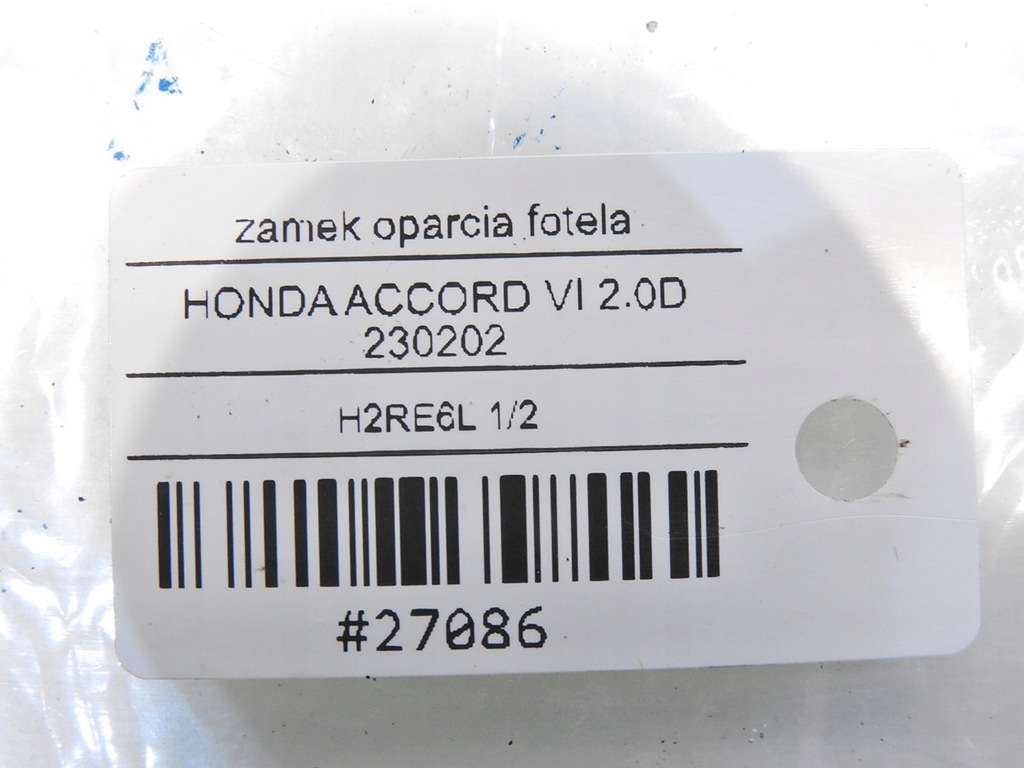 zamek oparcia fotela
HONDA ACCORD VI 2.0D
230202
H2RE6L 1/2
#27086